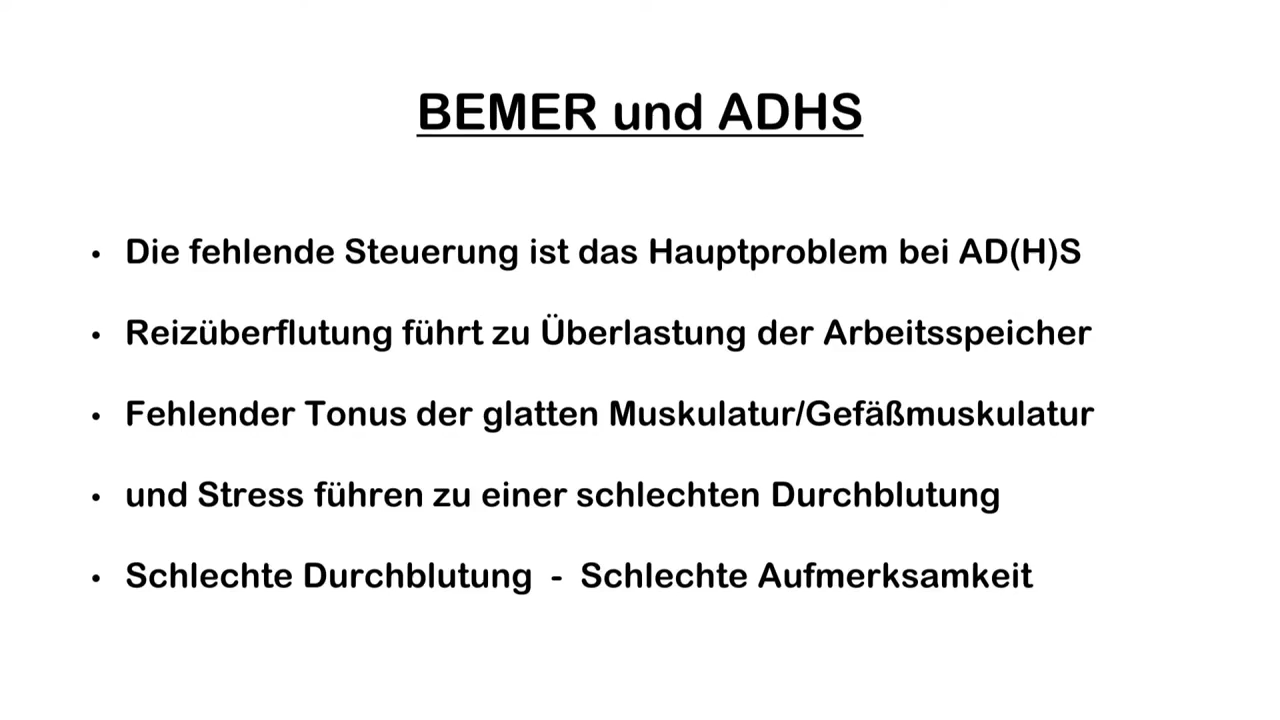 BEMER und ADHS
• Die fehlende Steuerung ist das Hauptproblem bei AD(H)S
• Reizüberflutung führt zu Überlastung der Arbeitsspeicher
• Fehlender Tonus der glatten Muskulatur/Gefäßmuskulatur
• und Stress führen zu einer schlechten Durchblutung
• Schlechte Durchblutung - Schlechte Aufmerksamkeit